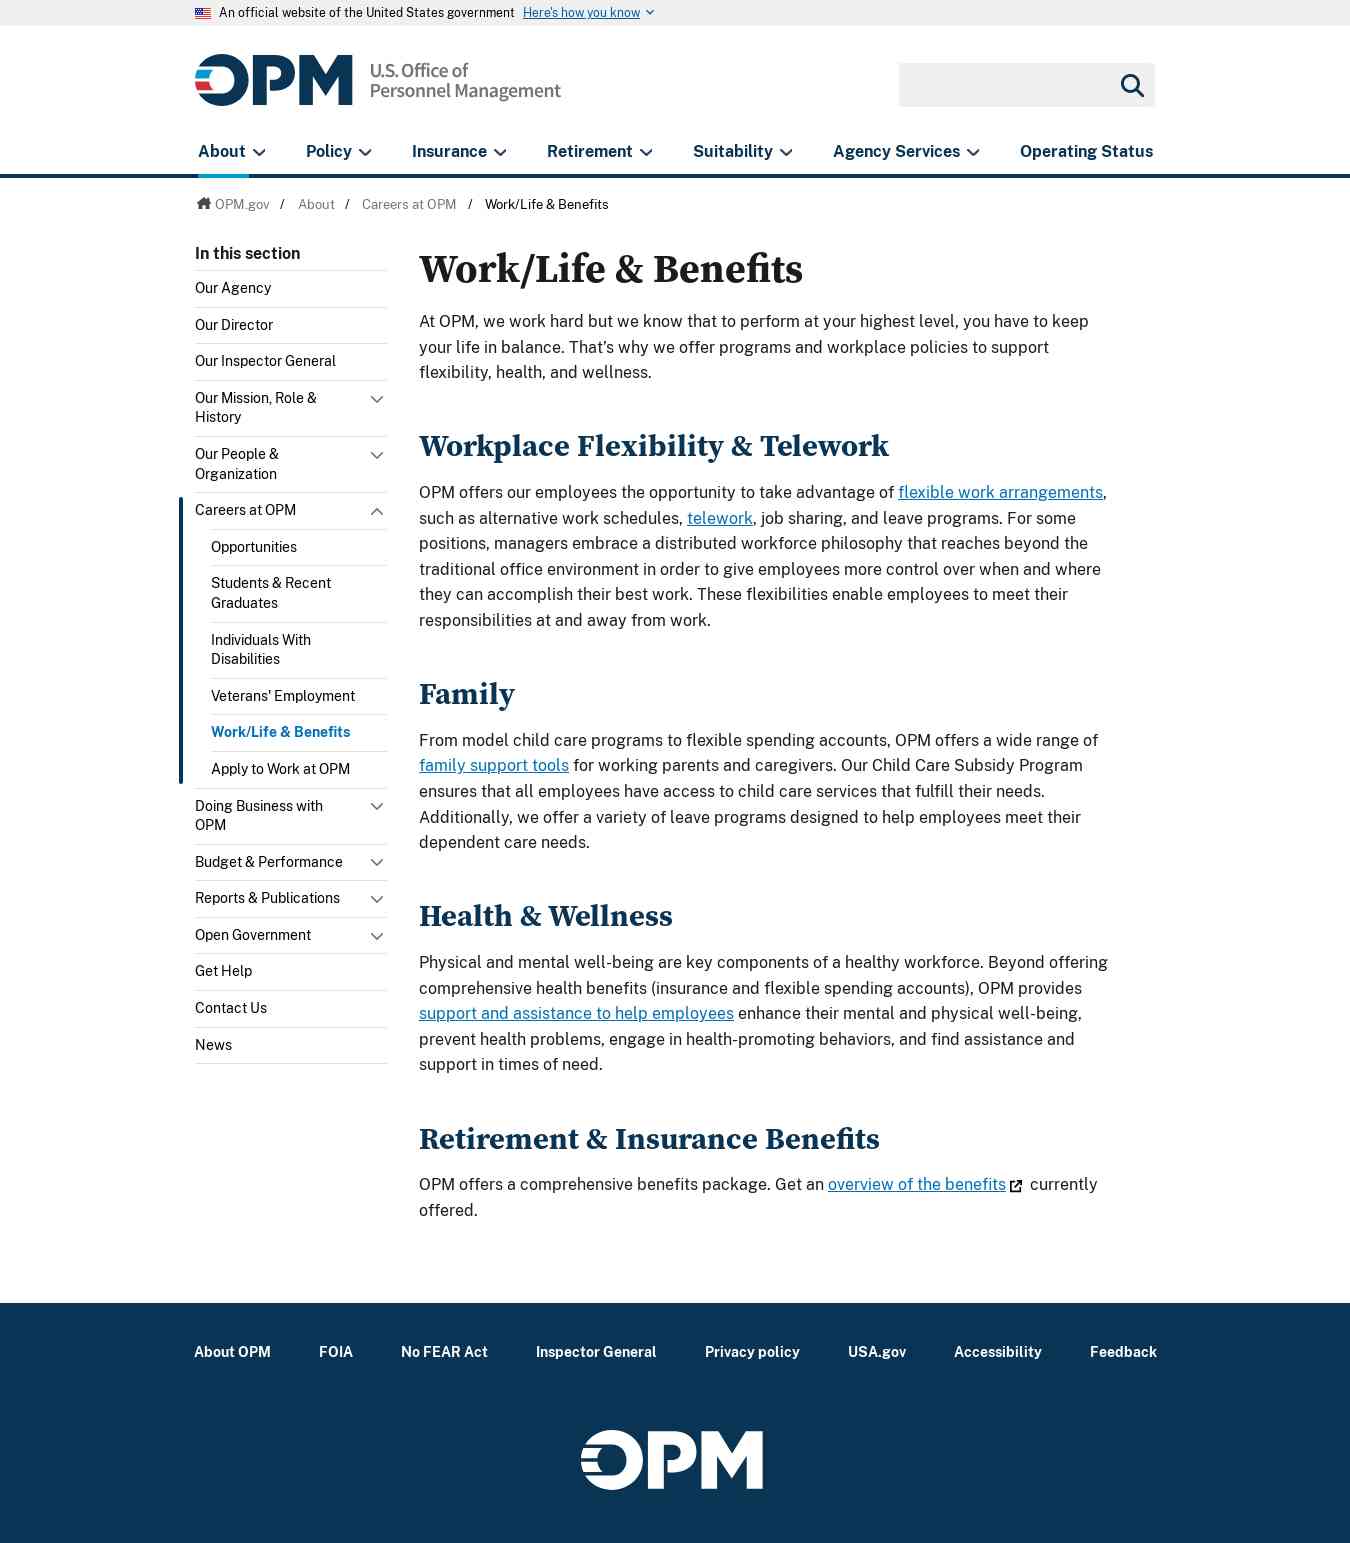 An official website of the United States government Here's how you know
OPM U.S. Office of
Personnel Management
About Policy Insurance Retirement Suitability Agency Services Operating Status
OPM.gov / About / Careers at OPM / Work/Life & Benefits
In this section
Our Agency
Our Director
Our Inspector General
Our Mission, Role &
History
Our People &
Organization
Careers at OPM
Opportunities
Students & Recent
Graduates
Individuals With
Disabilities
Veterans' Employment
Work/Life & Benefits
Apply to Work at OPM
Doing Business with
OPM
Budget & Performance
Reports & Publications
Open Government
Get Help
Contact Us
News
Work/Life & Benefits
At OPM, we work hard but we know that to perform at your highest level, you have to keep
your life in balance. That's why we offer programs and workplace policies to support
flexibility, health, and wellness.
Workplace Flexibility & Telework
OPM offers our employees the opportunity to take advantage of flexible work arrangements,
such as alternative work schedules, telework, job sharing, and leave programs. For some
positions, managers embrace a distributed workforce philosophy that reaches beyond the
traditional office environment in order to give employees more control over when and where
they can accomplish their best work. These flexibilities enable employees to meet their
responsibilities at and away from work.
Family
From model child care programs to flexible spending accounts, OPM offers a wide range of
family support tools for working parents and caregivers. Our Child Care Subsidy Program
ensures that all employees have access to child care services that fulfill their needs.
Additionally, we offer a variety of leave programs designed to help employees meet their
dependent care needs.
Health & Wellness
Physical and mental well-being are key components of a healthy workforce. Beyond offering
comprehensive health benefits (insurance and flexible spending accounts), OPM provides
support and assistance to help employees enhance their mental and physical well-being,
prevent health problems, engage in health-promoting behaviors, and find assistance and
support in times of need.
Retirement & Insurance Benefits
OPM offers a comprehensive benefits package. Get an overview of the benefits currently
offered.
About OPM FOIA No FEAR Act Inspector General Privacy policy USA.gov Accessibility Feedback
OPM